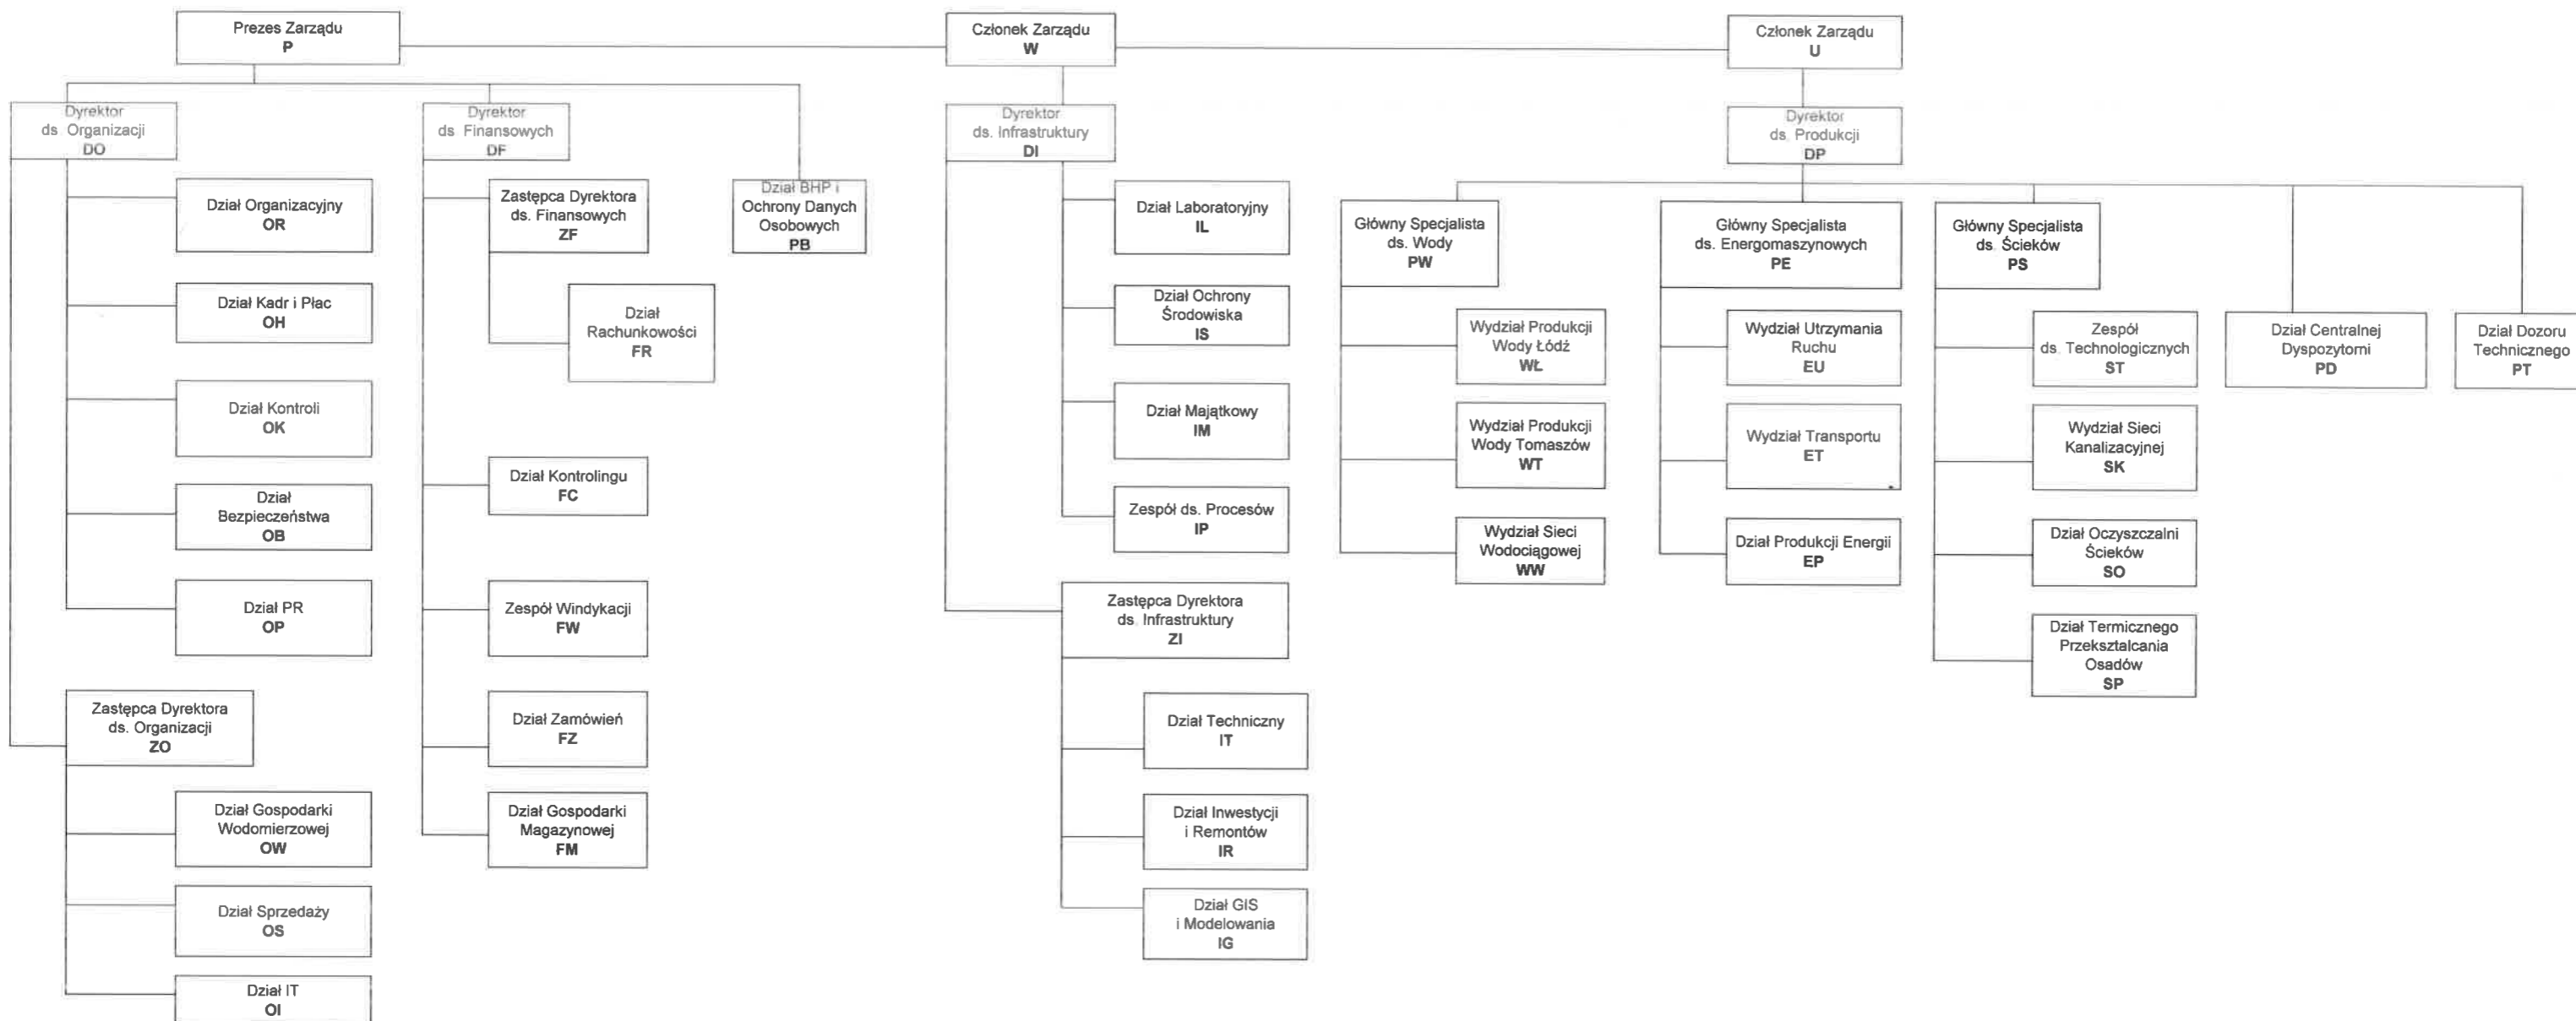 Prezes Zarządu
P
Członek Zarządu
W
Członek Zarządu
U
Dyrektor
ds. Organizacji
DO
Dyrektor
ds. Finansowych
DF
Dyrektor
ds. Infrastruktury
DI
Dyrektor
ds. Produkcji
DP
Dział Organizacyjny
OR
Dział Kadr i Płac
OH
Dział Kontroli
OK
Dział
Bezpieczeństwa
OB
Dział PR
OP
Zastępca Dyrektora
ds. Organizacji
ZO
Dział Gospodarki
Wodomierzowej
OW
Dział Sprzedaży
OS
Dział IT
OI
Zastępca Dyrektora
ds. Finansowych
ZF
Dział
Rachunkowości
FR
Dział Kontrolingu
FC
Zespół Windykacji
FW
Dział Zamówień
FZ
Dział Gospodarki
Magazynowej
FM
Dział BHP i
Ochrony Danych
Osobowych
PB
Dział Laboratoryjny
IL
Dział Ochrony
Środowiska
IS
Dział Majątkowy
IM
Zespół ds. Procesów
IP
Zastępca Dyrektora
ds. Infrastruktury
ZI
Dział Techniczny
IT
Dział Inwestycji
i Remontów
IR
Dział GIS
i Modelowania
IG
Główny Specjalista
ds. Wody
PW
Wydział Produkcji
Wody Łódź
WŁ
Wydział Produkcji
Wody Tomaszów
WT
Wydział Sieci
Wodociągowej
WW
Główny Specjalista
ds. Energomaszynowych
PE
Wydział Utrzymania
Ruchu
EU
Wydział Transportu
ET
Dział Produkcji Energii
EP
Główny Specjalista
ds. Ścieków
PS
Zespół
ds. Technologicznych
ST
Wydział Sieci
Kanalizacyjnej
SK
Dział Oczyszczalni
Ścieków
SO
Dział Termicznego
Przekształcania
Osadów
SP
Dział Centralnej
Dyspozytorni
PD
Dział Dozoru
Technicznego
PT